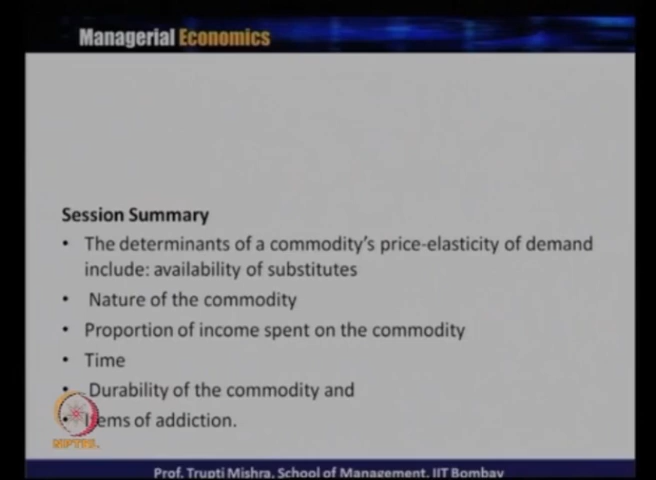 Managerial Economics
Session Summary
• The determinants of a commodity's price-elasticity of demand
include: availability of substitutes
• Nature of the commodity
• Proportion of income spent on the commodity
• Time
• Durability of the commodity and
• Items of addiction.
NPTEL
Prof. Trupti Mishra, School of Management, IIT Bombay